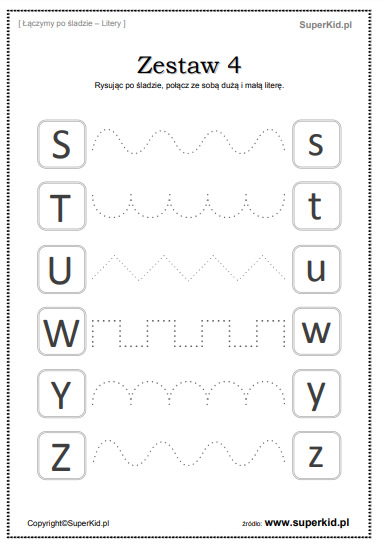 [ Łączymy po śladzie – Litery ] SuperKid.pl
Zestaw 4
Rysując po śladzie, połącz ze sobą dużą i małą literę.
S s
T t
U u
W w
Y y
Z z
Copyright©SuperKid.pl źródło: www.superkid.pl